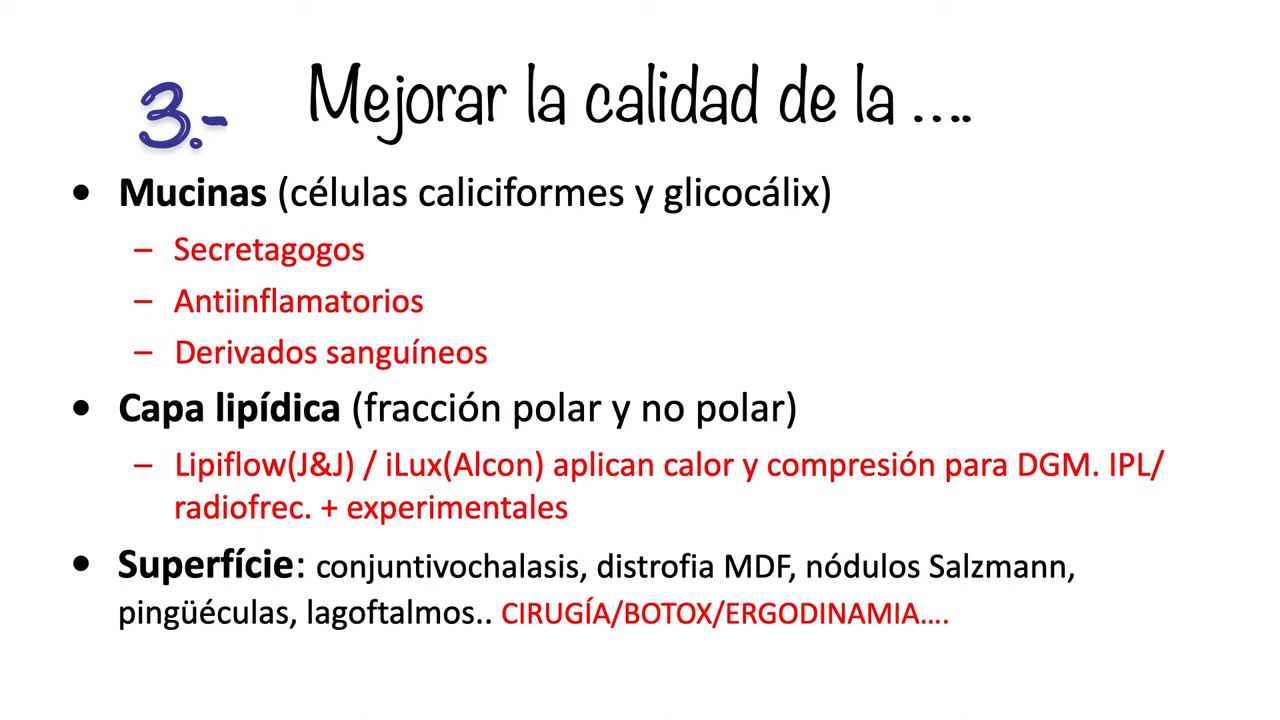 3.- Mejorar la calidad de la ....
• Mucinas (células caliciformes y glicocálix)
– Secretagogos
– Antiinflamatorios
– Derivados sanguíneos
• Capa lipídica (fracción polar y no polar)
– Lipiflow(J&J) / iLux(Alcon) aplican calor y compresión para DGM. IPL/
radiofrec. + experimentales
• Superfície: conjuntivochalasis, distrofia MDF, nódulos Salzmann,
pingüéculas, lagoftalmos.. CIRUGÍA/BOTOX/ERGODINAMIA....